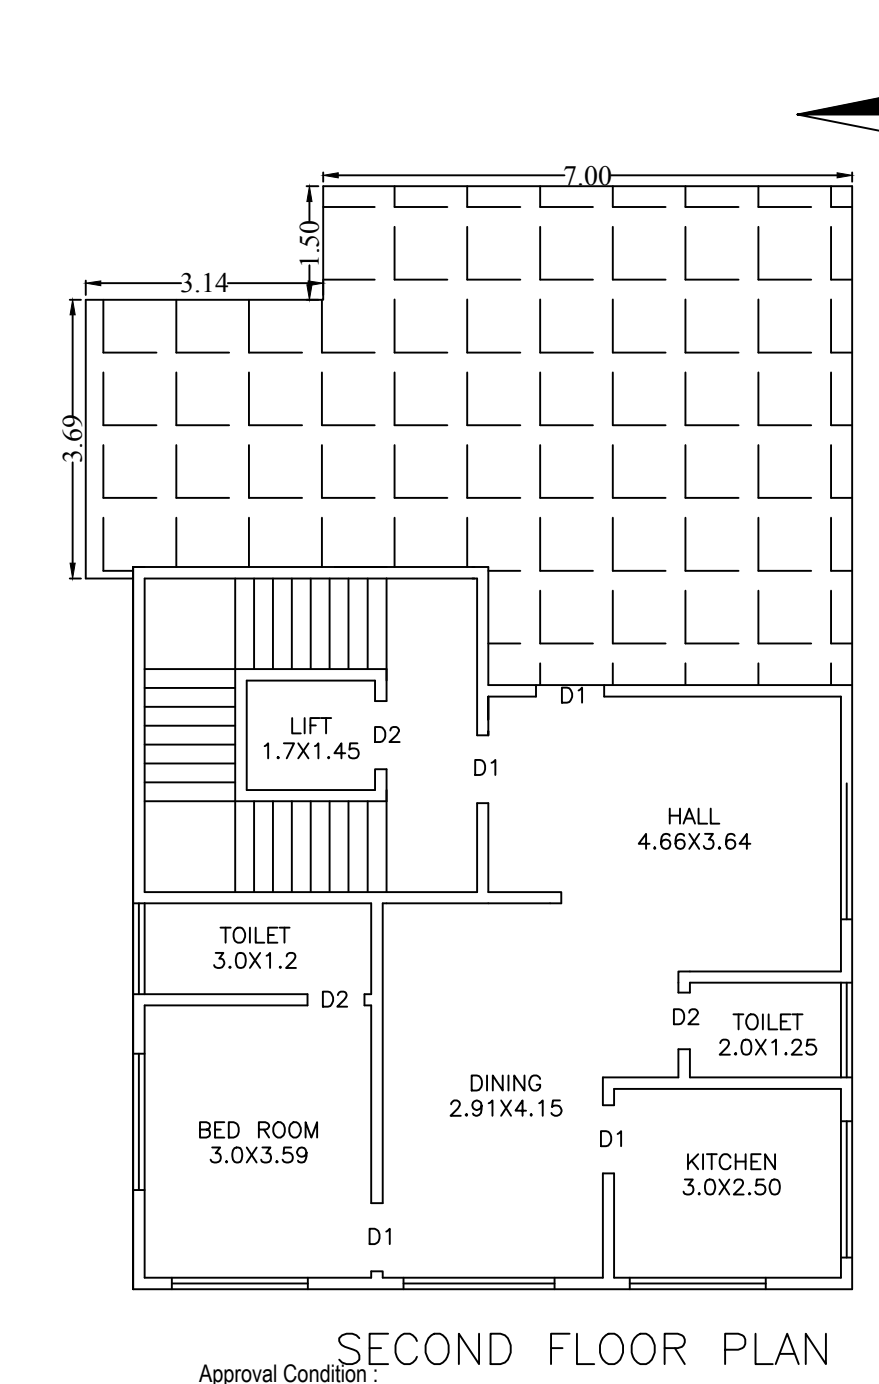 7.00
1.50
3.14
3.69
D1
LIFT
1.7X1.45
D2
D1
HALL
4.66X3.64
TOILET
3.0X1.2
D2
D2
TOILET
2.0X1.25
DINING
2.91X4.15
BED ROOM
3.0X3.59
D1
KITCHEN
3.0X2.50
D1
SECOND FLOOR PLAN
Approval Condition :